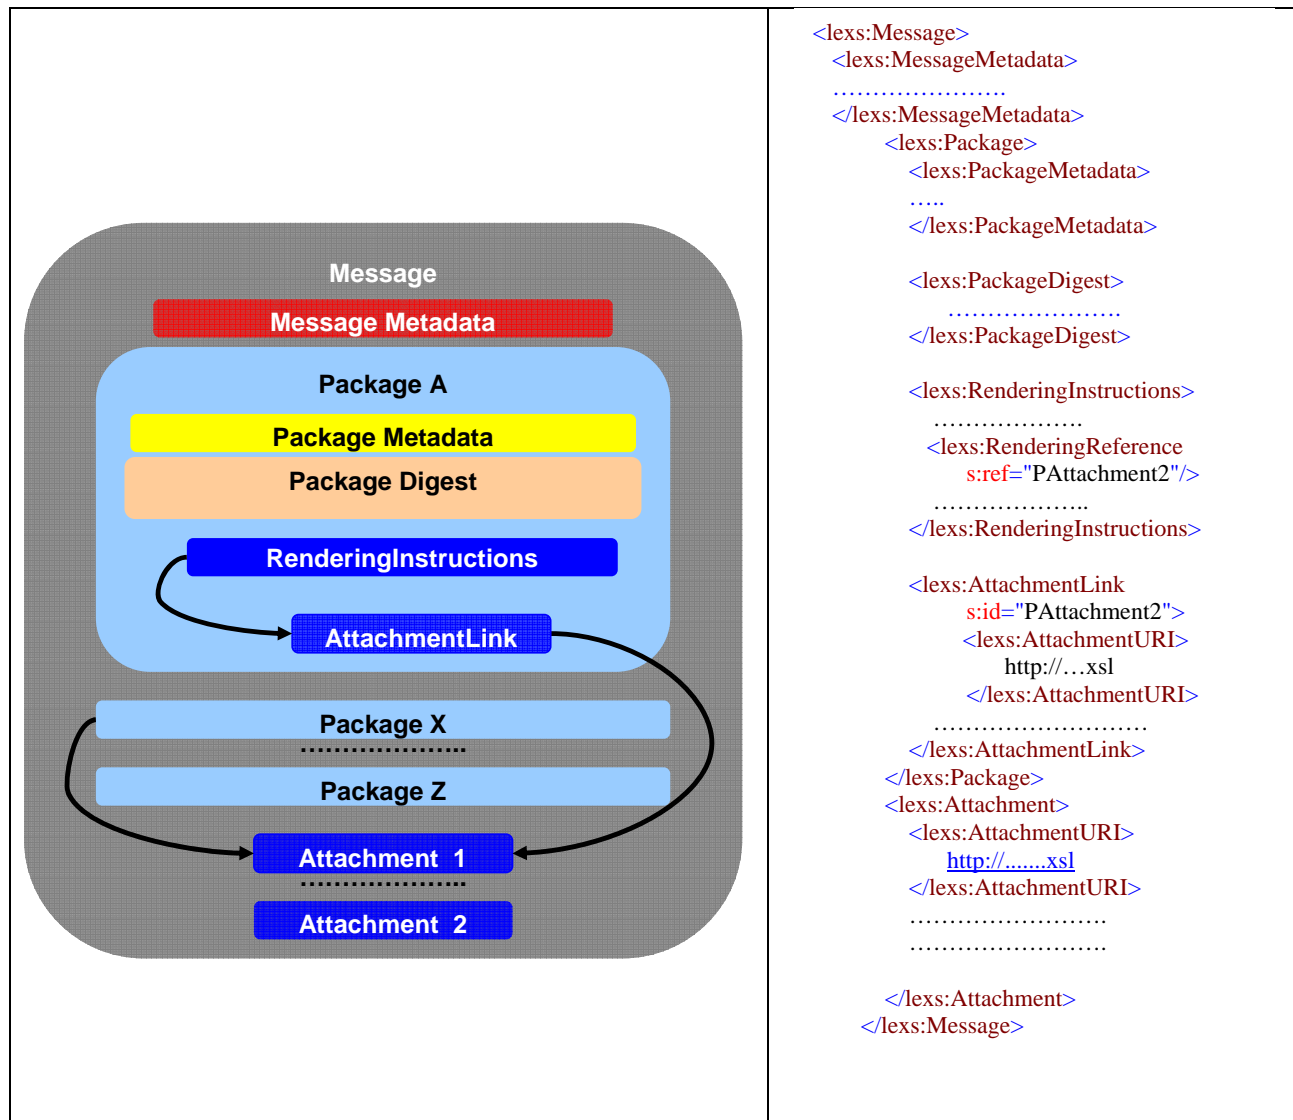 Message
Message Metadata
Package A
Package Metadata
Package Digest
RenderingInstructions
AttachmentLink
Package X
………………..
Package Z
Attachment  1
………………..
Attachment  2
<lexs:Message>
<lexs:MessageMetadata>
………………….
</lexs:MessageMetadata>
<lexs:Package>
<lexs:PackageMetadata>
…..
</lexs:PackageMetadata>
<lexs:PackageDigest>
………………….
</lexs:PackageDigest>
<lexs:RenderingInstructions>
……………….
<lexs:RenderingReference
s:ref="PAttachment2"/>
………………..
</lexs:RenderingInstructions>
<lexs:AttachmentLink
s:id="PAttachment2">
<lexs:AttachmentURI>
http://…xsl
</lexs:AttachmentURI>
………………………
</lexs:AttachmentLink>
</lexs:Package>
<lexs:Attachment>
<lexs:AttachmentURI>
http://.......xsl
</lexs:AttachmentURI>
…………………….
…………………….
</lexs:Attachment>
</lexs:Message>